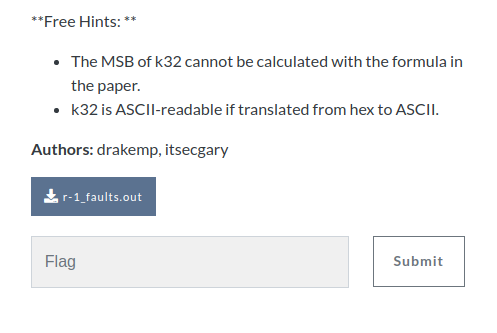 **Free Hints: **
• The MSB of k32 cannot be calculated with the formula in
the paper.
• k32 is ASCII-readable if translated from hex to ASCII.
Authors: drakemp, itsecgary
r-1_faults.out
Flag
Submit